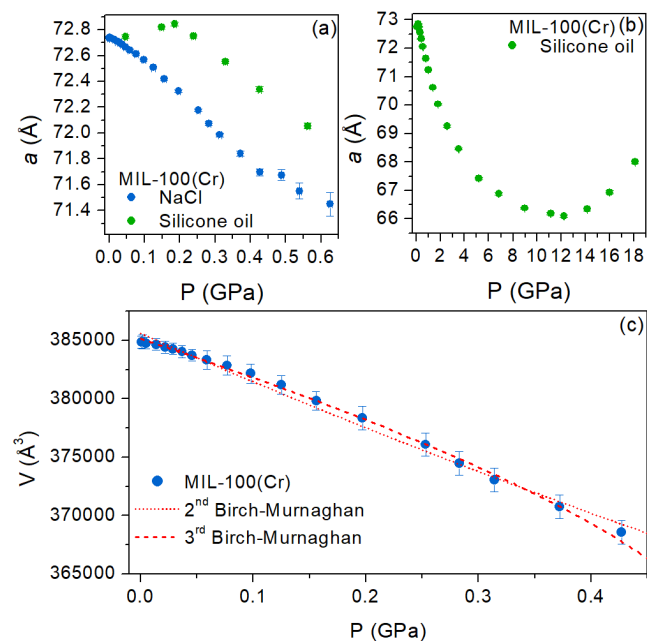 (a)
72.8
72.6
72.4
72.2
72.0
71.8
71.6
71.4
a (Å)
MIL-100(Cr)
NaCl
Silicone oil
0.0 0.1 0.2 0.3 0.4 0.5 0.6
P (GPa)
(b)
MIL-100(Cr)
Silicone oil
73
72
71
70
69
68
67
66
a (Å)
0 2 4 6 8 10 12 14 16 18
P (GPa)
(c)
385000
380000
375000
370000
365000
V (Å³)
MIL-100(Cr)
2nd Birch-Murnaghan
3rd Birch-Murnaghan
0.0 0.1 0.2 0.3 0.4
P (GPa)